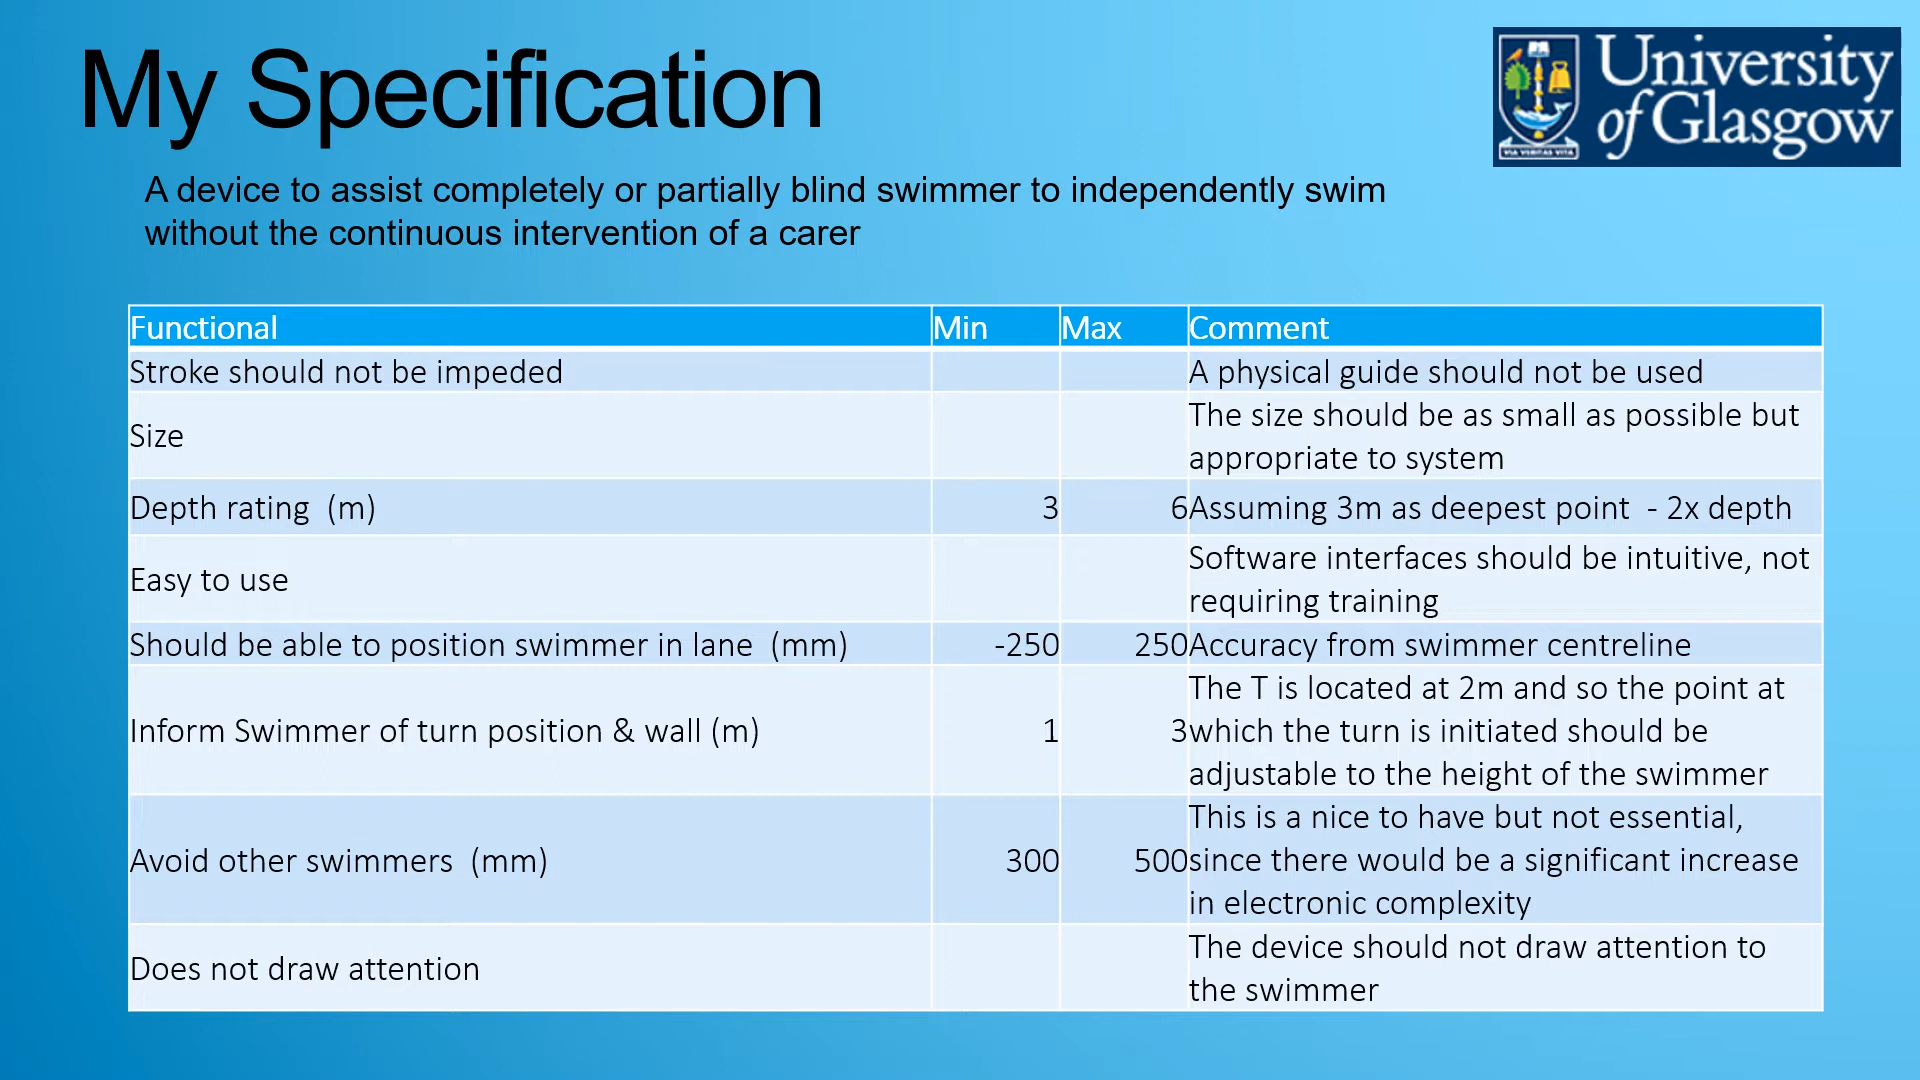 My Specification
University
of Glasgow
VIA VERITAS VITA
A device to assist completely or partially blind swimmer to independently swim
without the continuous intervention of a carer
Functional Min Max Comment
Stroke should not be impeded A physical guide should not be used
Size The size should be as small as possible but
appropriate to system
Depth rating (m) 3 6 Assuming 3m as deepest point - 2x depth
Easy to use Software interfaces should be intuitive, not
requiring training
Should be able to position swimmer in lane (mm) -250 250 Accuracy from swimmer centreline
Inform Swimmer of turn position & wall (m) 1 3 The T is located at 2m and so the point at
which the turn is initiated should be
adjustable to the height of the swimmer
Avoid other swimmers (mm) 300 500 This is a nice to have but not essential,
since there would be a significant increase
in electronic complexity
Does not draw attention The device should not draw attention to
the swimmer